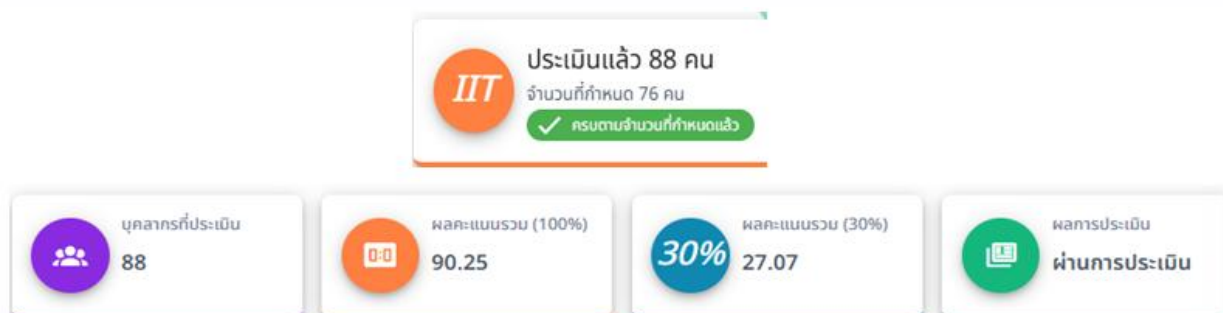 IIT
ประเมินแล้ว 88 คน
จำนวนที่กำหนด 76 คน
ครบตามจำนวนที่กำหนดแล้ว
บุคลากรที่ประเมิน
88
0:0
ผลคะแนนรวม (100%)
90.25
30%
ผลคะแนนรวม (30%)
27.07
ผลการประเมิน
ผ่านการประเมิน